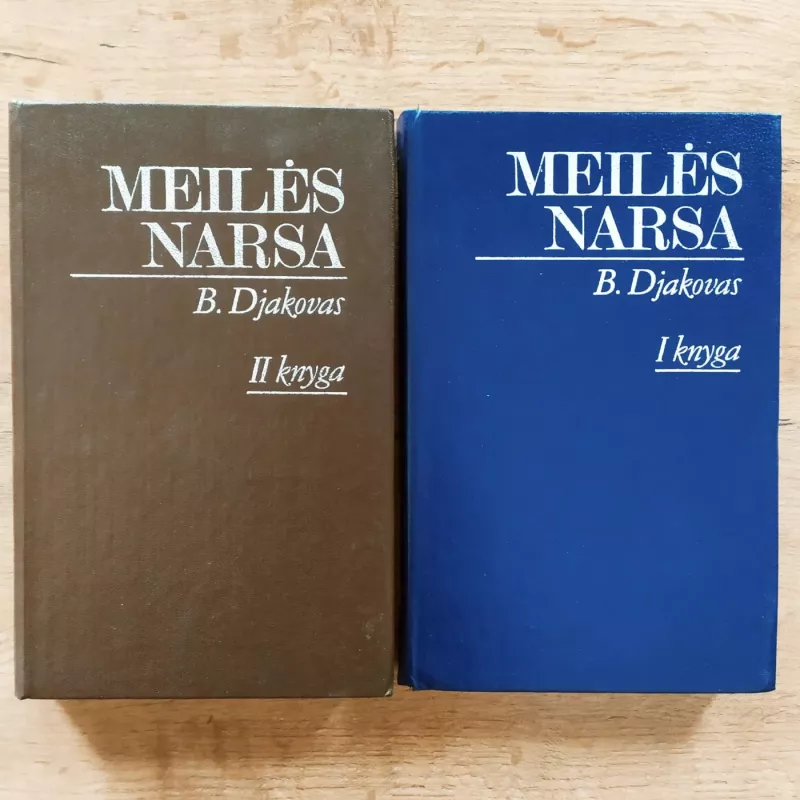 MEILĖS
NARSA
B. Djakovas
II knyga
MEILĖS
NARSA
B. Djakovas
I knyga